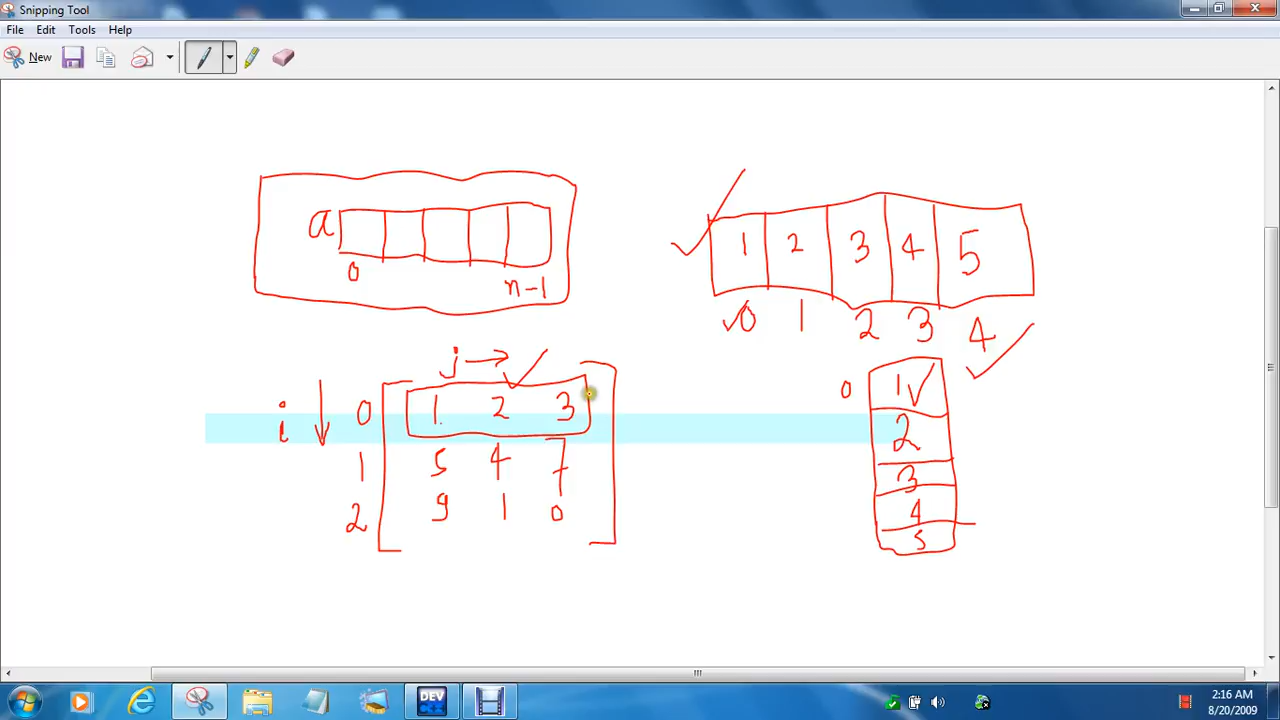 Snipping Tool
File Edit Tools Help
New
a
0 n-1
1 2 3 4 5
0 1 2 3 4
j
i
0 1 2 3
1 5 4 7
2 9 1 0
0 1
2
3
4
5
DEV
C++
2:16 AM
8/20/2009